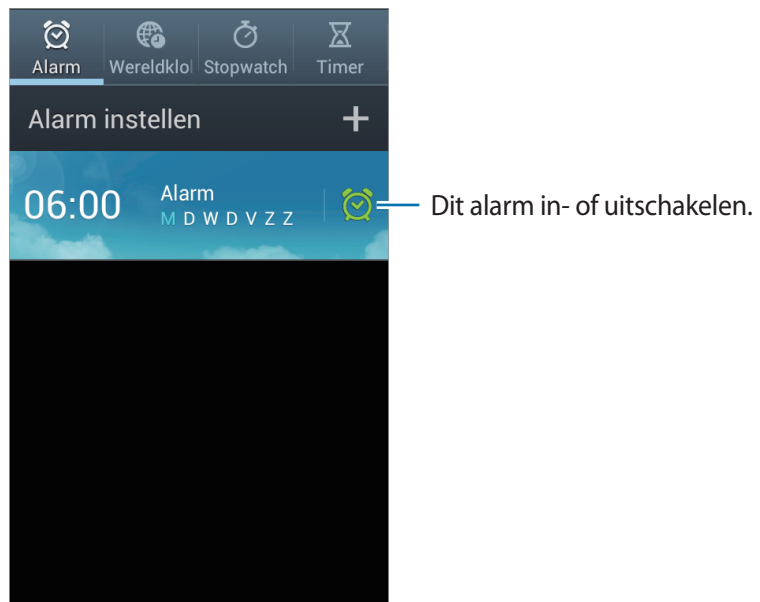 Alarm Wereldklo Stopwatch Timer
Alarm instellen
06:00 Alarm
M D W D V Z Z
Dit alarm in- of uitschakelen.